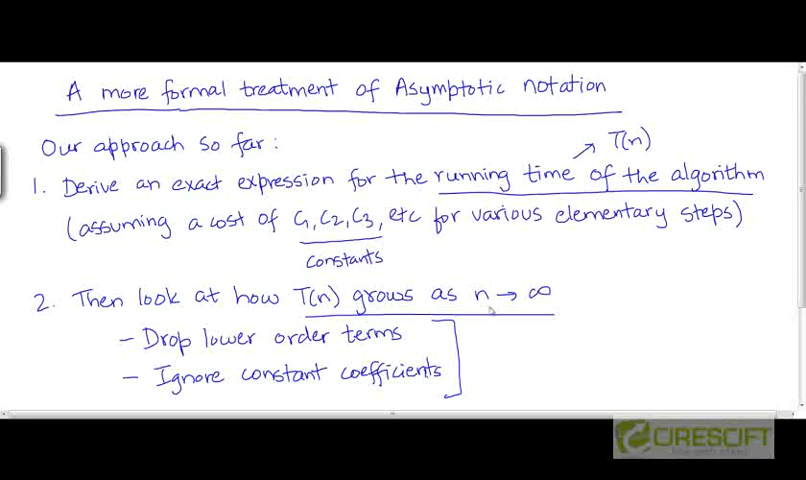 A more formal treatment of Asymptotic notation
Our approach so far:
T(n)
1. Derive an exact expression for the running time of the algorithm
(assuming a cost of C1, C2, C3, etc for various elementary steps)
constants
2. Then look at how T(n) grows as n → ∞
- Drop lower order terms
- Ignore constant coefficients